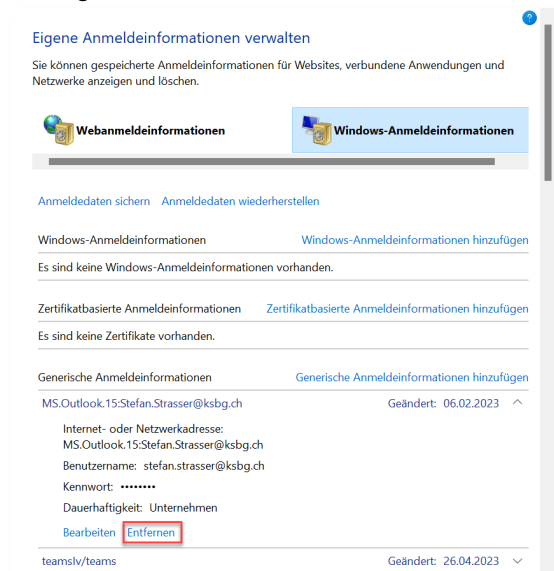 ?
Eigene Anmeldeinformationen verwalten
Sie können gespeicherte Anmeldeinformationen für Websites, verbundene Anwendungen und
Netzwerke anzeigen und löschen.
Webanmeldeinformationen Windows-Anmeldeinformationen
Anmeldedaten sichern Anmeldedaten wiederherstellen
Windows-Anmeldeinformationen Windows-Anmeldeinformationen hinzufügen
Es sind keine Windows-Anmeldeinformationen vorhanden.
Zertifikatbasierte Anmeldeinformationen Zertifikatbasierte Anmeldeinformationen hinzufügen
Es sind keine Zertifikate vorhanden.
Generische Anmeldeinformationen Generische Anmeldeinformationen hinzufügen
MS.Outlook.15:Stefan.Strasser@ksbg.ch Geändert: 06.02.2023
Internet- oder Netzwerkadresse:
MS.Outlook.15:Stefan.Strasser@ksbg.ch
Benutzername: stefan.strasser@ksbg.ch
Kennwort: ••••••••
Dauerhaftigkeit: Unternehmen
Bearbeiten Entfernen
teamslv/teams Geändert: 26.04.2023